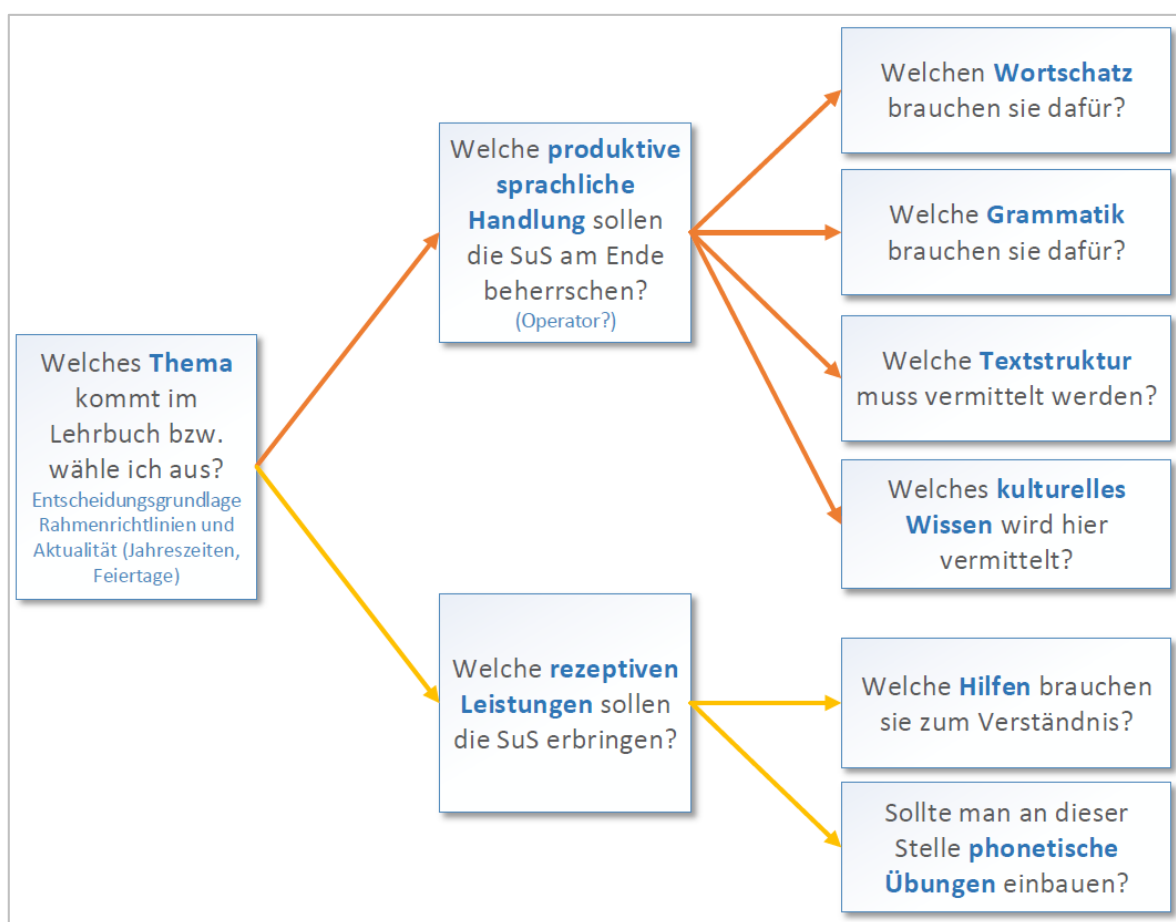 Welches Thema
kommt im
Lehrbuch bzw.
wähle ich aus?
Entscheidungsgrundlage
Rahmenrichtlinien und
Aktualität (Jahreszeiten,
Feiertage)
Welche produktive
sprachliche
Handlung sollen
die SuS am Ende
beherrschen?
(Operator?)
Welchen Wortschatz
brauchen sie dafür?
Welche Grammatik
brauchen sie dafür?
Welche Textstruktur
muss vermittelt werden?
Welches kulturelles
Wissen wird hier
vermittelt?
Welche rezeptiven
Leistungen sollen
die SuS erbringen?
Welche Hilfen brauchen
sie zum Verständnis?
Sollte man an dieser
Stelle phonetische
Übungen einbauen?